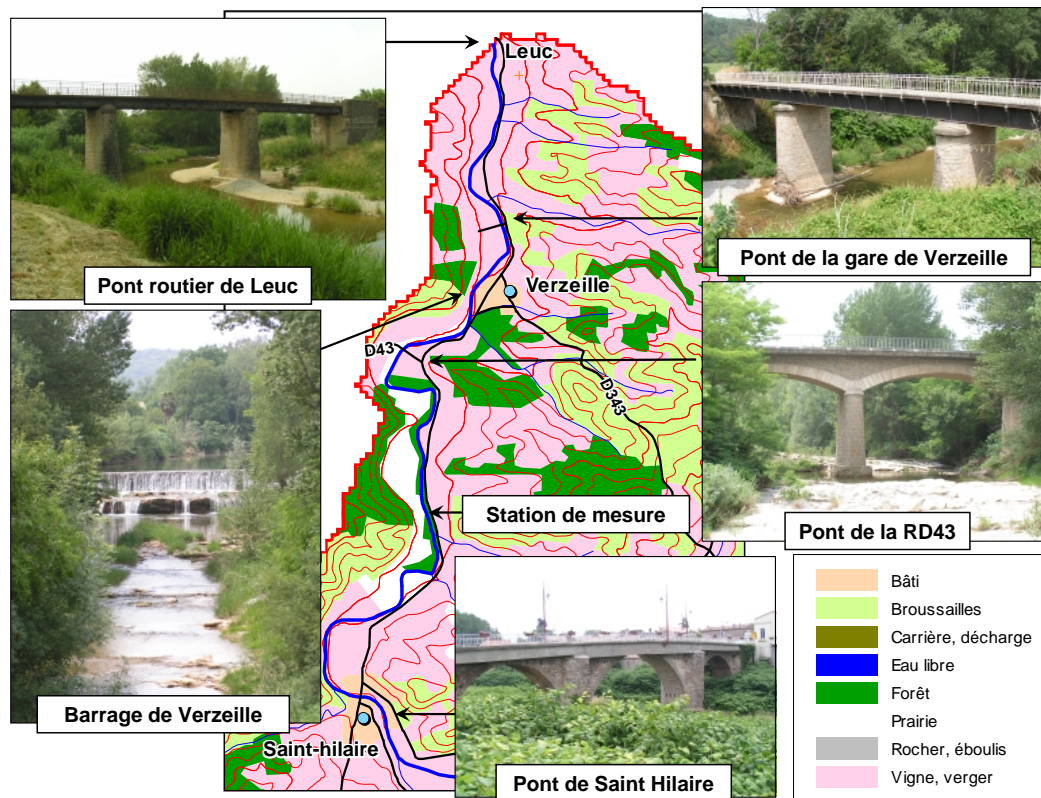 Leuc
Pont routier de Leuc
Pont de la gare de Verzeille
Verzeille
D43
D343
Station de mesure
Pont de la RD43
Barrage de Verzeille
Saint-hilaire
Pont de Saint Hilaire
Bâti
Broussailles
Carrière, décharge
Eau libre
Forêt
Prairie
Rocher, éboulis
Vigne, verger